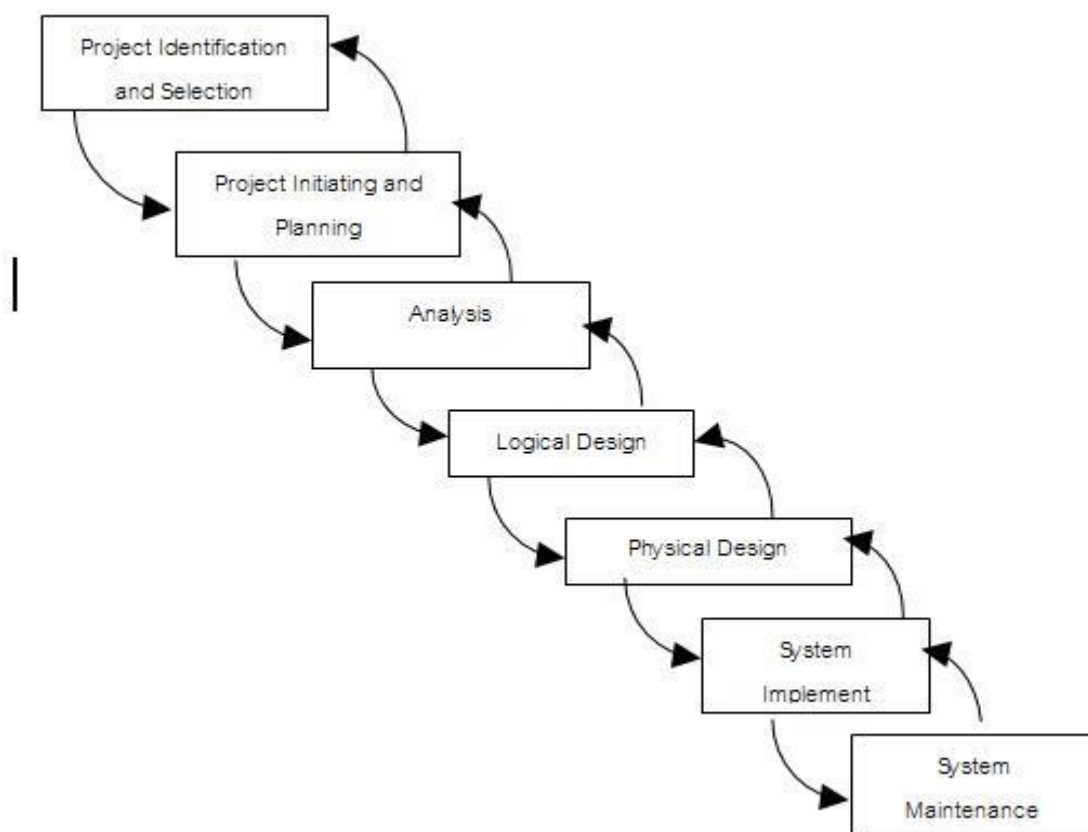 Project Identification
and Selection
Project Initiating and
Planning
Analysis
Logical Design
Physical Design
System
Implement
System
Maintenance